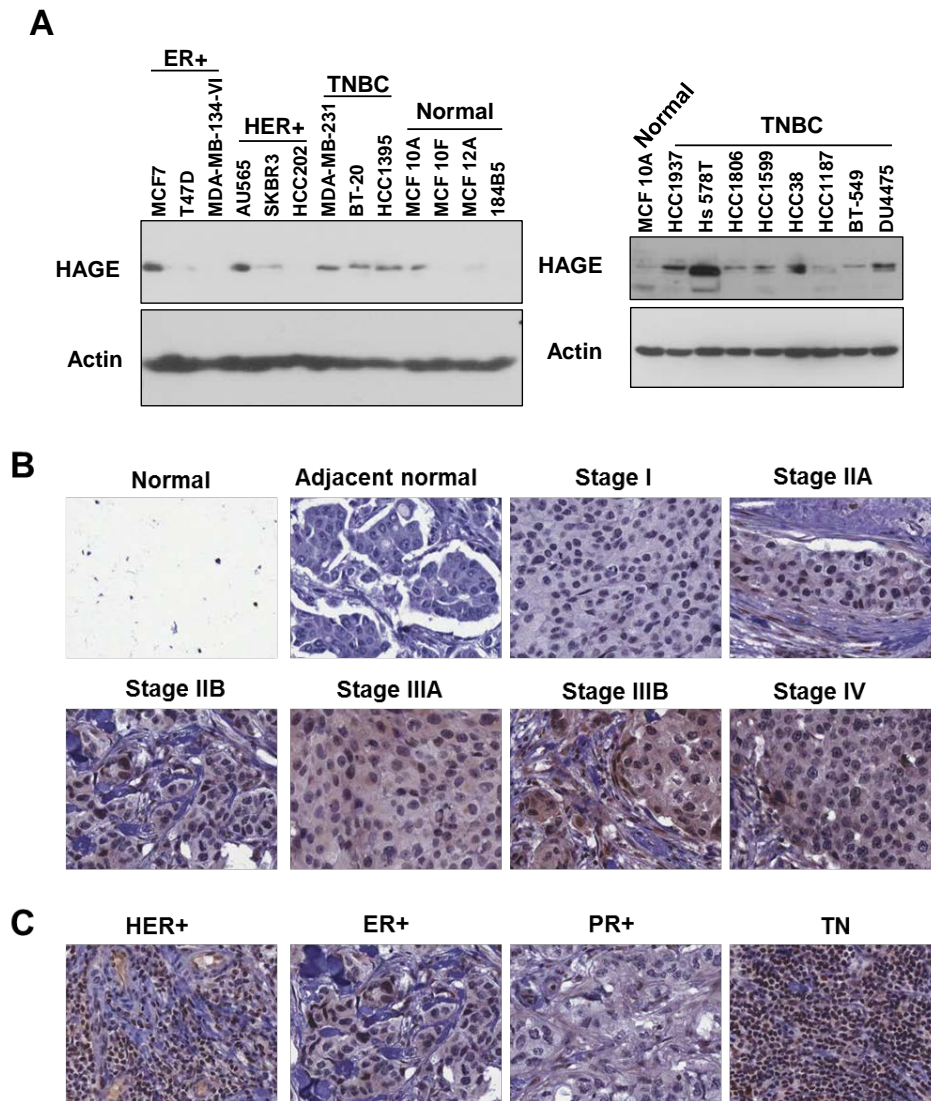 A
ER+
HER+
TNBC
Normal
MCF7
T47D
MDA-MB-134-VI
AU565
SKBR3
HCC202
MDA-MB-231
BT-20
HCC1395
MCF 10A
MCF 10F
MCF 12A
184B5
HAGE
Actin
Normal
TNBC
MCF 10A
HCC1937
Hs 578T
HCC1806
HCC1599
HCC38
HCC1187
BT-549
DU4475
HAGE
Actin
B
Normal
Adjacent normal
Stage I
Stage IIA
Stage IIB
Stage IIIA
Stage IIIB
Stage IV
C
HER+
ER+
PR+
TN